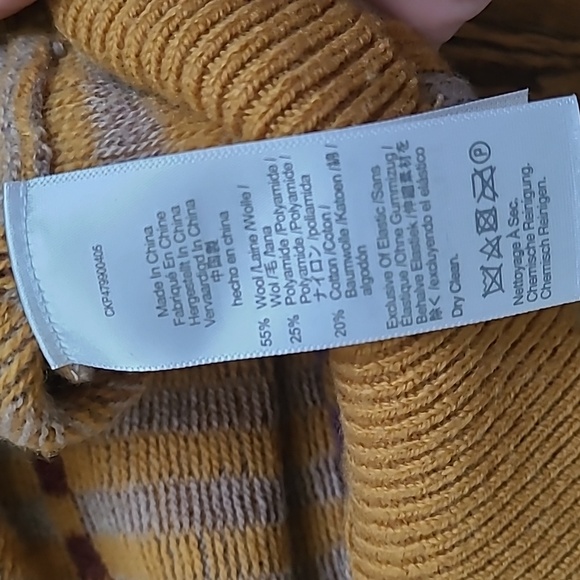 CKP479900405
Made In China
Fabriqué En Chine
Hergestellt In China
Vervaardigd In China
中国製
hecho en china
55% Wool /Laine /Wolle /
Wol /毛 /lana
25% Polyamide /Polyamide /
Polyamide /Polyamide /
ナイロン /poliamida
20% Cotton /Coton /
Baumwolle /Katoen /綿 /
algodón
Exclusive Of Elastic /Sans
Élastique /Ohne Gummizug /
Behalve Elastiek /伸縮素材を
除く /excluyendo el elástico
Dry Clean.
P
Nettoyage À Sec.
Chemische Reinigung.
Chemisch Reinigen.